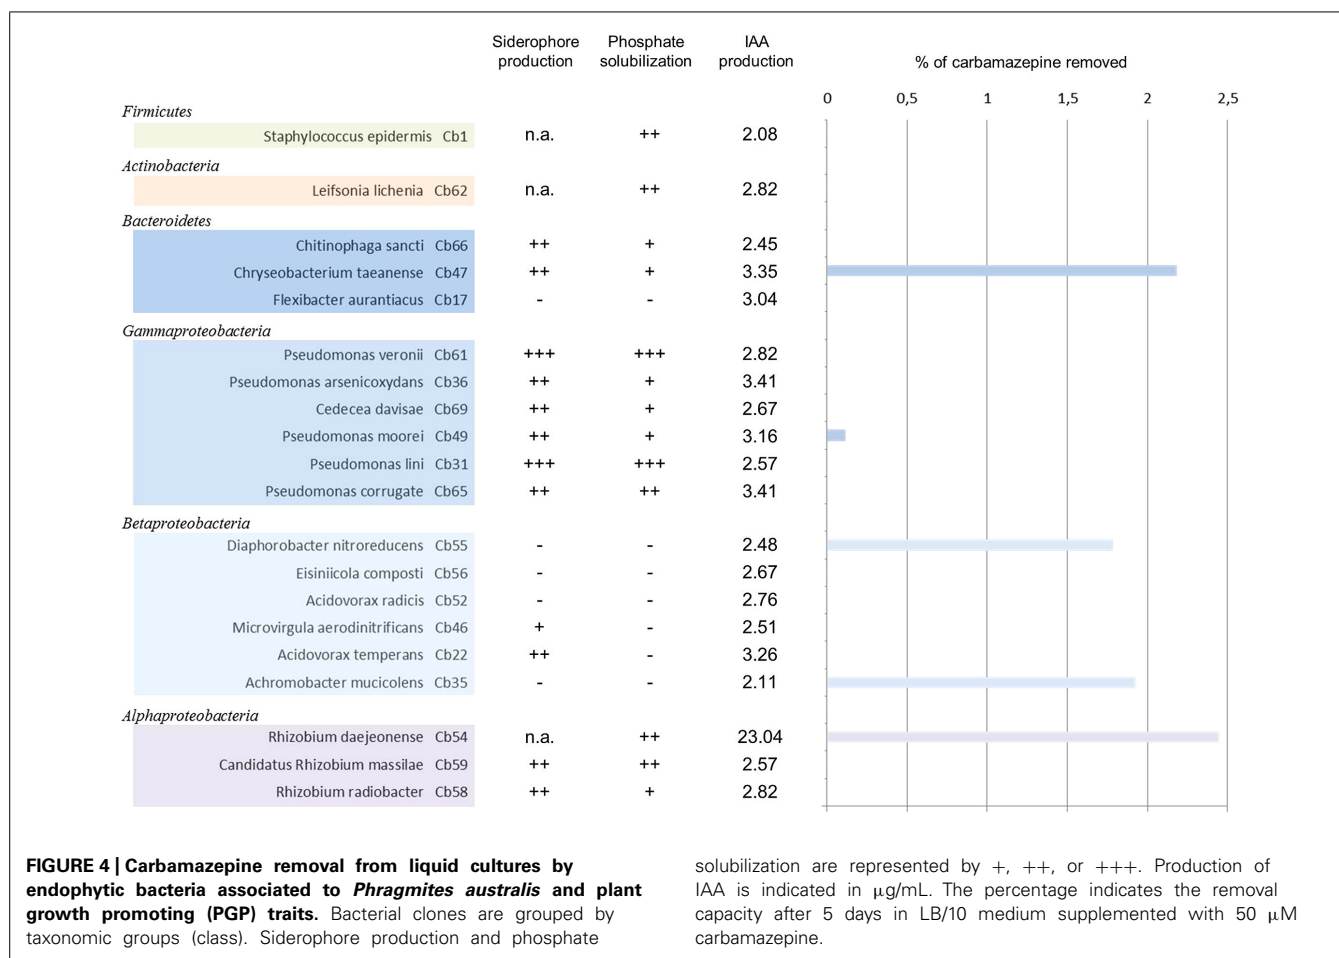 Siderophore production Phosphate solubilization IAA production % of carbamazepine removed
0 0,5 1 1,5 2 2,5
Firmicutes
Staphylococcus epidermis Cb1 n.a. ++ 2.08
Actinobacteria
Leifsonia lichenia Cb62 n.a. ++ 2.82
Bacteroidetes
Chitinophaga sancti Cb66 ++ + 2.45
Chryseobacterium taeanense Cb47 ++ + 3.35
Flexibacter aurantiacus Cb17 - - 3.04
Gammaproteobacteria
Pseudomonas veronii Cb61 +++ +++ 2.82
Pseudomonas arsenicoxydans Cb36 ++ + 3.41
Cedecea davisae Cb69 ++ + 2.67
Pseudomonas moorei Cb49 ++ + 3.16
Pseudomonas lini Cb31 +++ +++ 2.57
Pseudomonas corrugate Cb65 ++ ++ 3.41
Betaproteobacteria
Diaphorobacter nitroreducens Cb55 - - 2.48
Eisiniicola composti Cb56 - - 2.67
Acidovorax radicis Cb52 - - 2.76
Microvirgula aerodinitrificans Cb46 + - 2.51
Acidovorax temperans Cb22 ++ - 3.26
Achromobacter mucicolens Cb35 - - 2.11
Alphaproteobacteria
Rhizobium daejeonense Cb54 n.a. ++ 23.04
Candidatus Rhizobium massilae Cb59 ++ ++ 2.57
Rhizobium radiobacter Cb58 ++ + 2.82
FIGURE 4 | Carbamazepine removal from liquid cultures by
endophytic bacteria associated to Phragmites australis and plant
growth promoting (PGP) traits. Bacterial clones are grouped by
taxonomic groups (class). Siderophore production and phosphate
solubilization are represented by +, ++, or +++. Production of
IAA is indicated in μg/mL. The percentage indicates the removal
capacity after 5 days in LB/10 medium supplemented with 50 μM
carbamazepine.